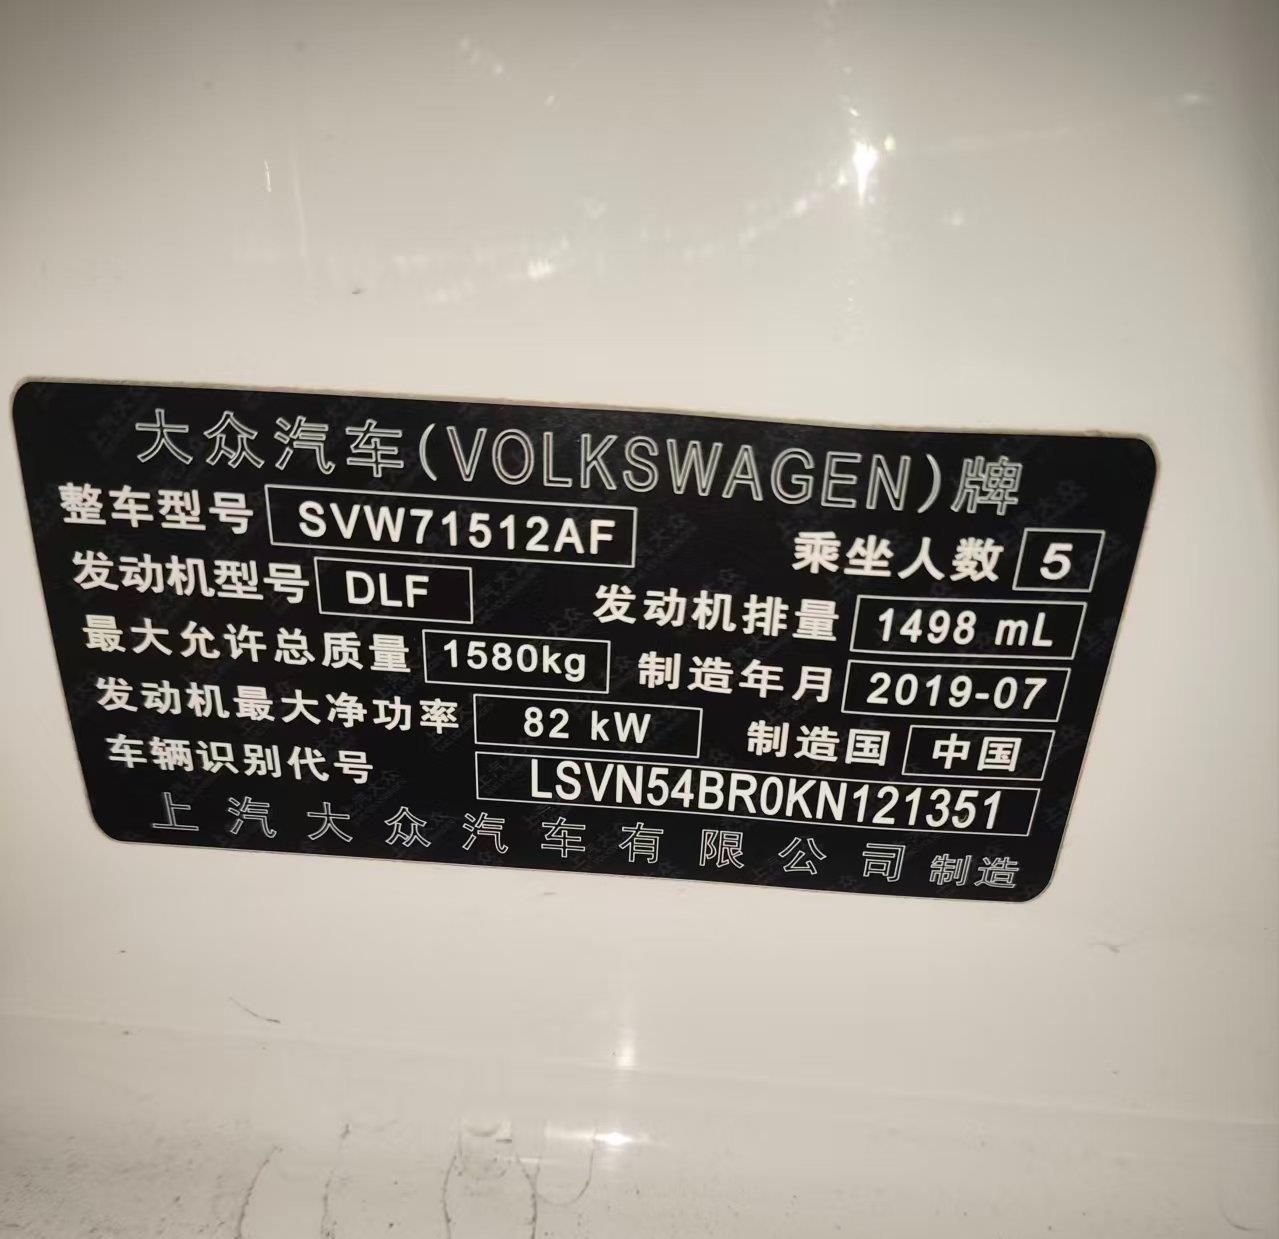 大众汽车(VOLKSWAGEN)牌
整车型号 SVW71512AF 乘坐人数 5
发动机型号 DLF 发动机排量 1498 mL
最大允许总质量 1580kg 制造年月 2019-07
发动机最大净功率 82 kW 制造国 中国
车辆识别代号 LSVN54BR0KN121351
上汽大众汽车有限公司 制造